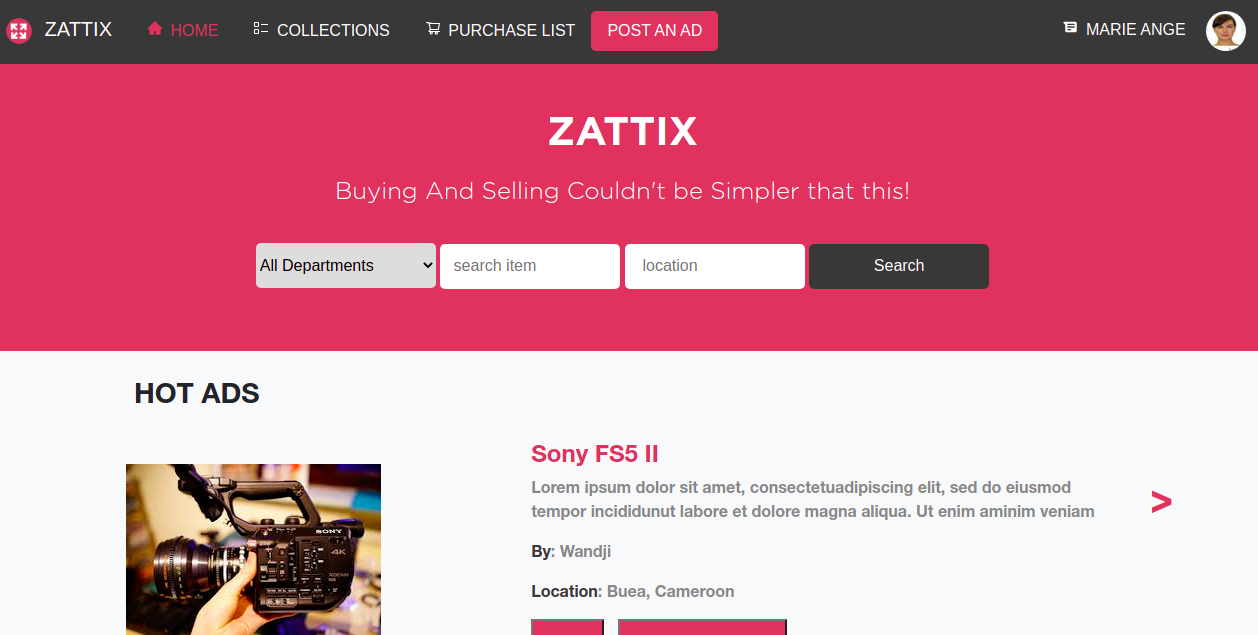 ZATTIX HOME COLLECTIONS PURCHASE LIST POST AN AD MARIE ANGE
ZATTIX
Buying And Selling Couldn't be Simpler that this!
All Departments search item location Search
HOT ADS
Sony FS5 II
Lorem ipsum dolor sit amet, consectetuadipiscing elit, sed do eiusmod
tempor incididunut labore et dolore magna aliqua. Ut enim aminim veniam
>
By: Wandji
Location: Buea, Cameroon
SONY
4K